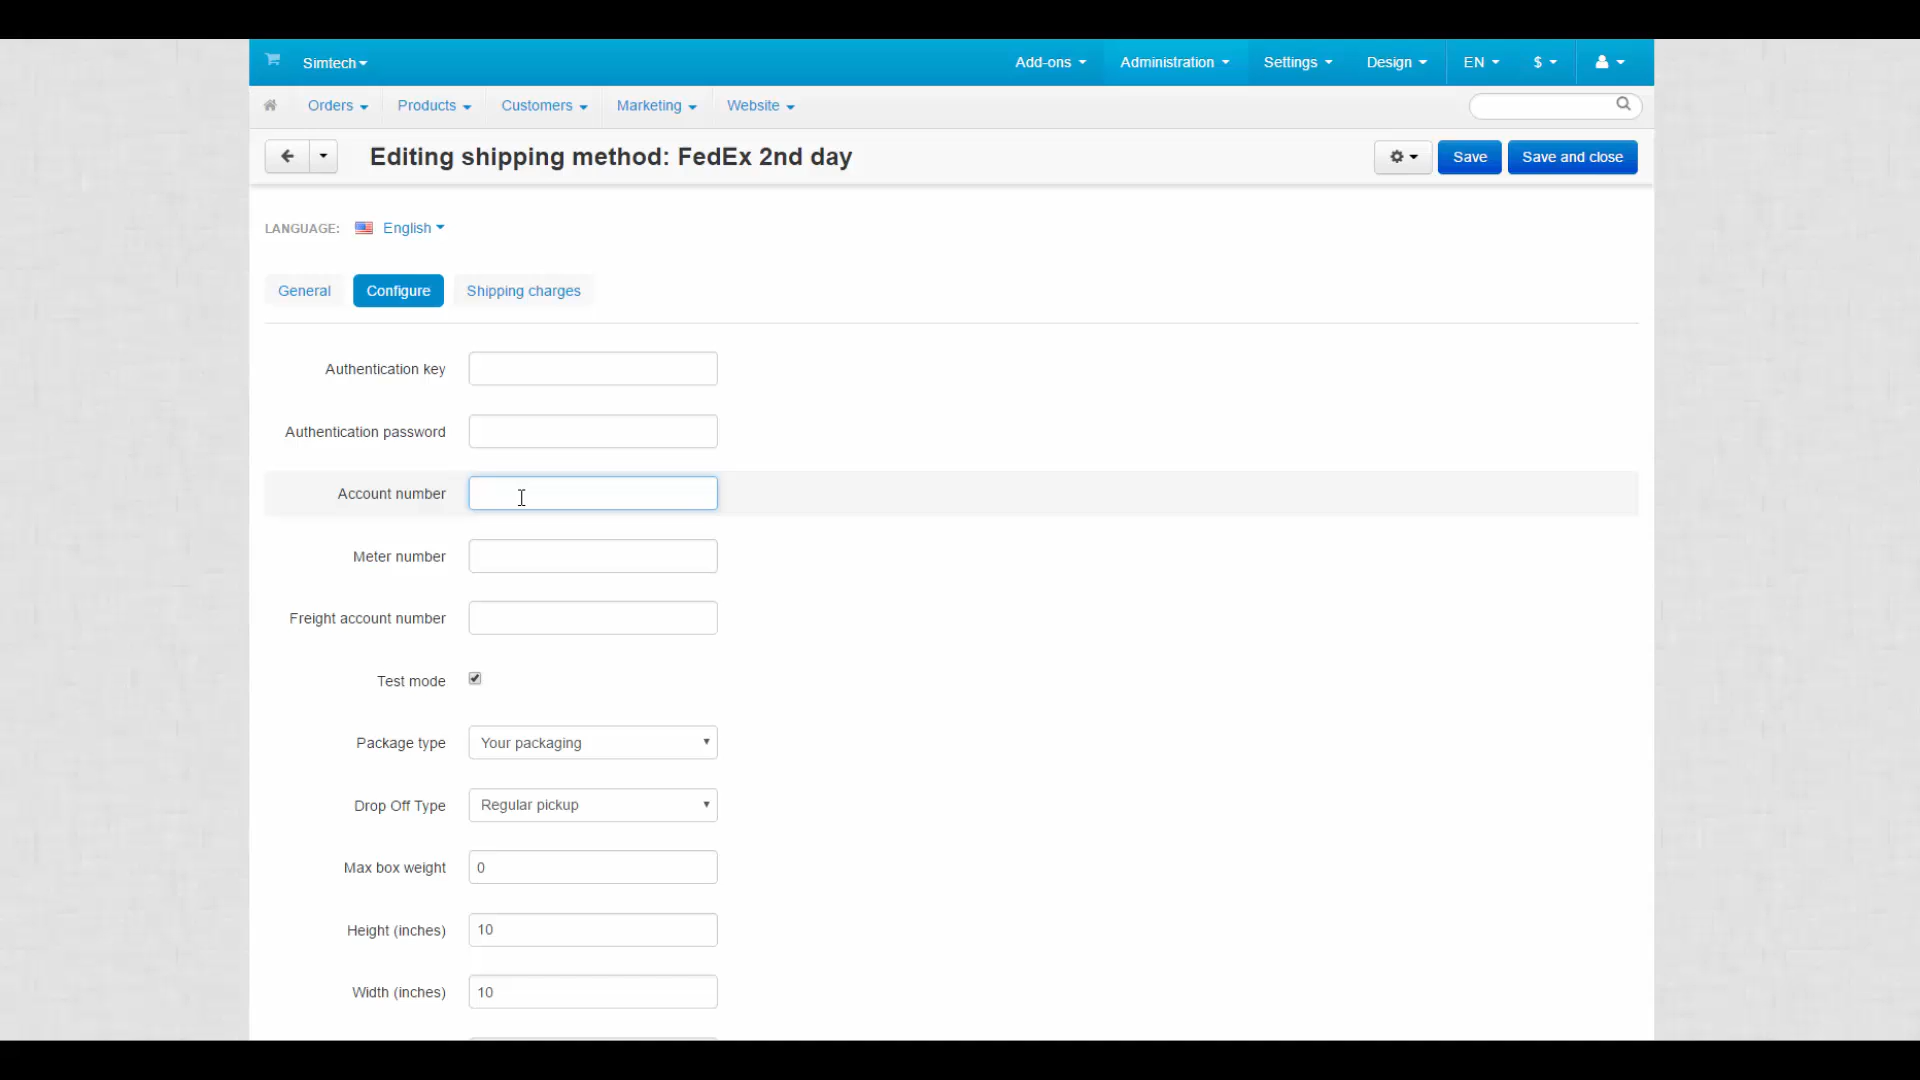 Simtech
Add-ons
Administration
Settings
Design
EN
$
Orders
Products
Customers
Marketing
Website
Editing shipping method: FedEx 2nd day
Save
Save and close
LANGUAGE:
English
General
Configure
Shipping charges
Authentication key
Authentication password
Account number
Meter number
Freight account number
Test mode
Package type
Your packaging
Drop Off Type
Regular pickup
Max box weight
0
Height (inches)
10
Width (inches)
10